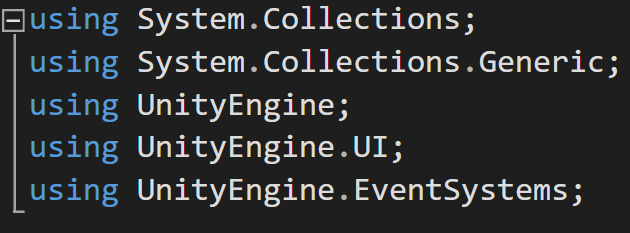 using System.Collections;
using System.Collections.Generic;
using UnityEngine;
using UnityEngine.UI;
using UnityEngine.EventSystems;